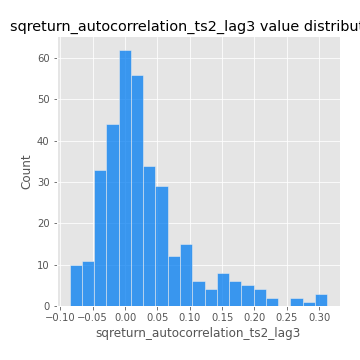 sqreturn_autocorrelation_ts2_lag3 value distribut
60
50
40
30
20
10
0
Count
−0.10 −0.05 0.00 0.05 0.10 0.15 0.20 0.25 0.30
sqreturn_autocorrelation_ts2_lag3